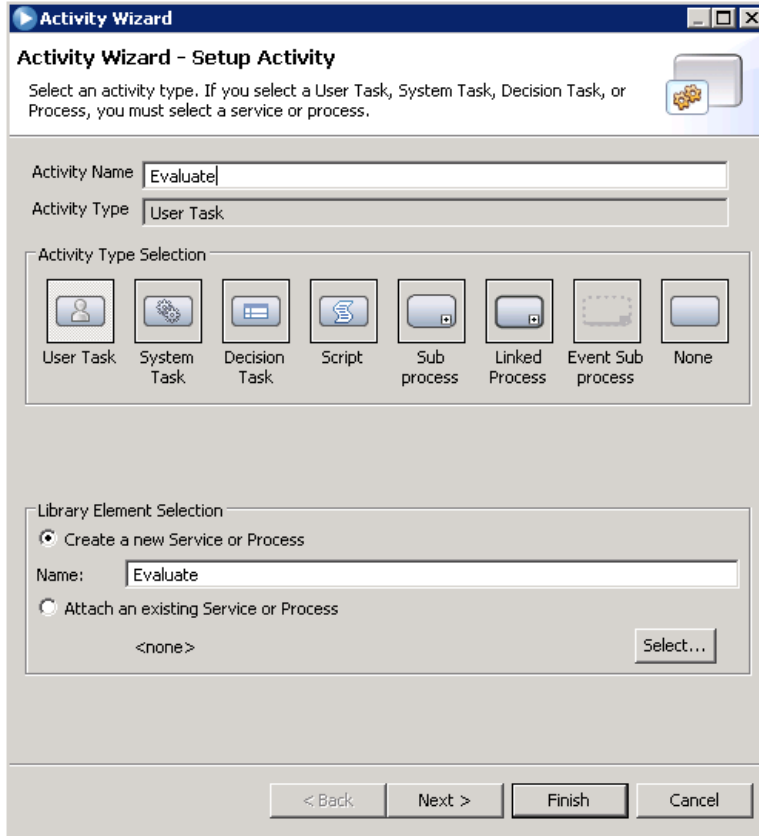 Activity Wizard
Activity Wizard - Setup Activity
Select an activity type. If you select a User Task, System Task, Decision Task, or
Process, you must select a service or process.
Activity Name Evaluate
Activity Type User Task
Activity Type Selection
User Task System Task Decision Task Script Sub process Linked Process Event Sub process None
Library Element Selection
Create a new Service or Process
Name: Evaluate
Attach an existing Service or Process
<none> Select...
< Back Next > Finish Cancel